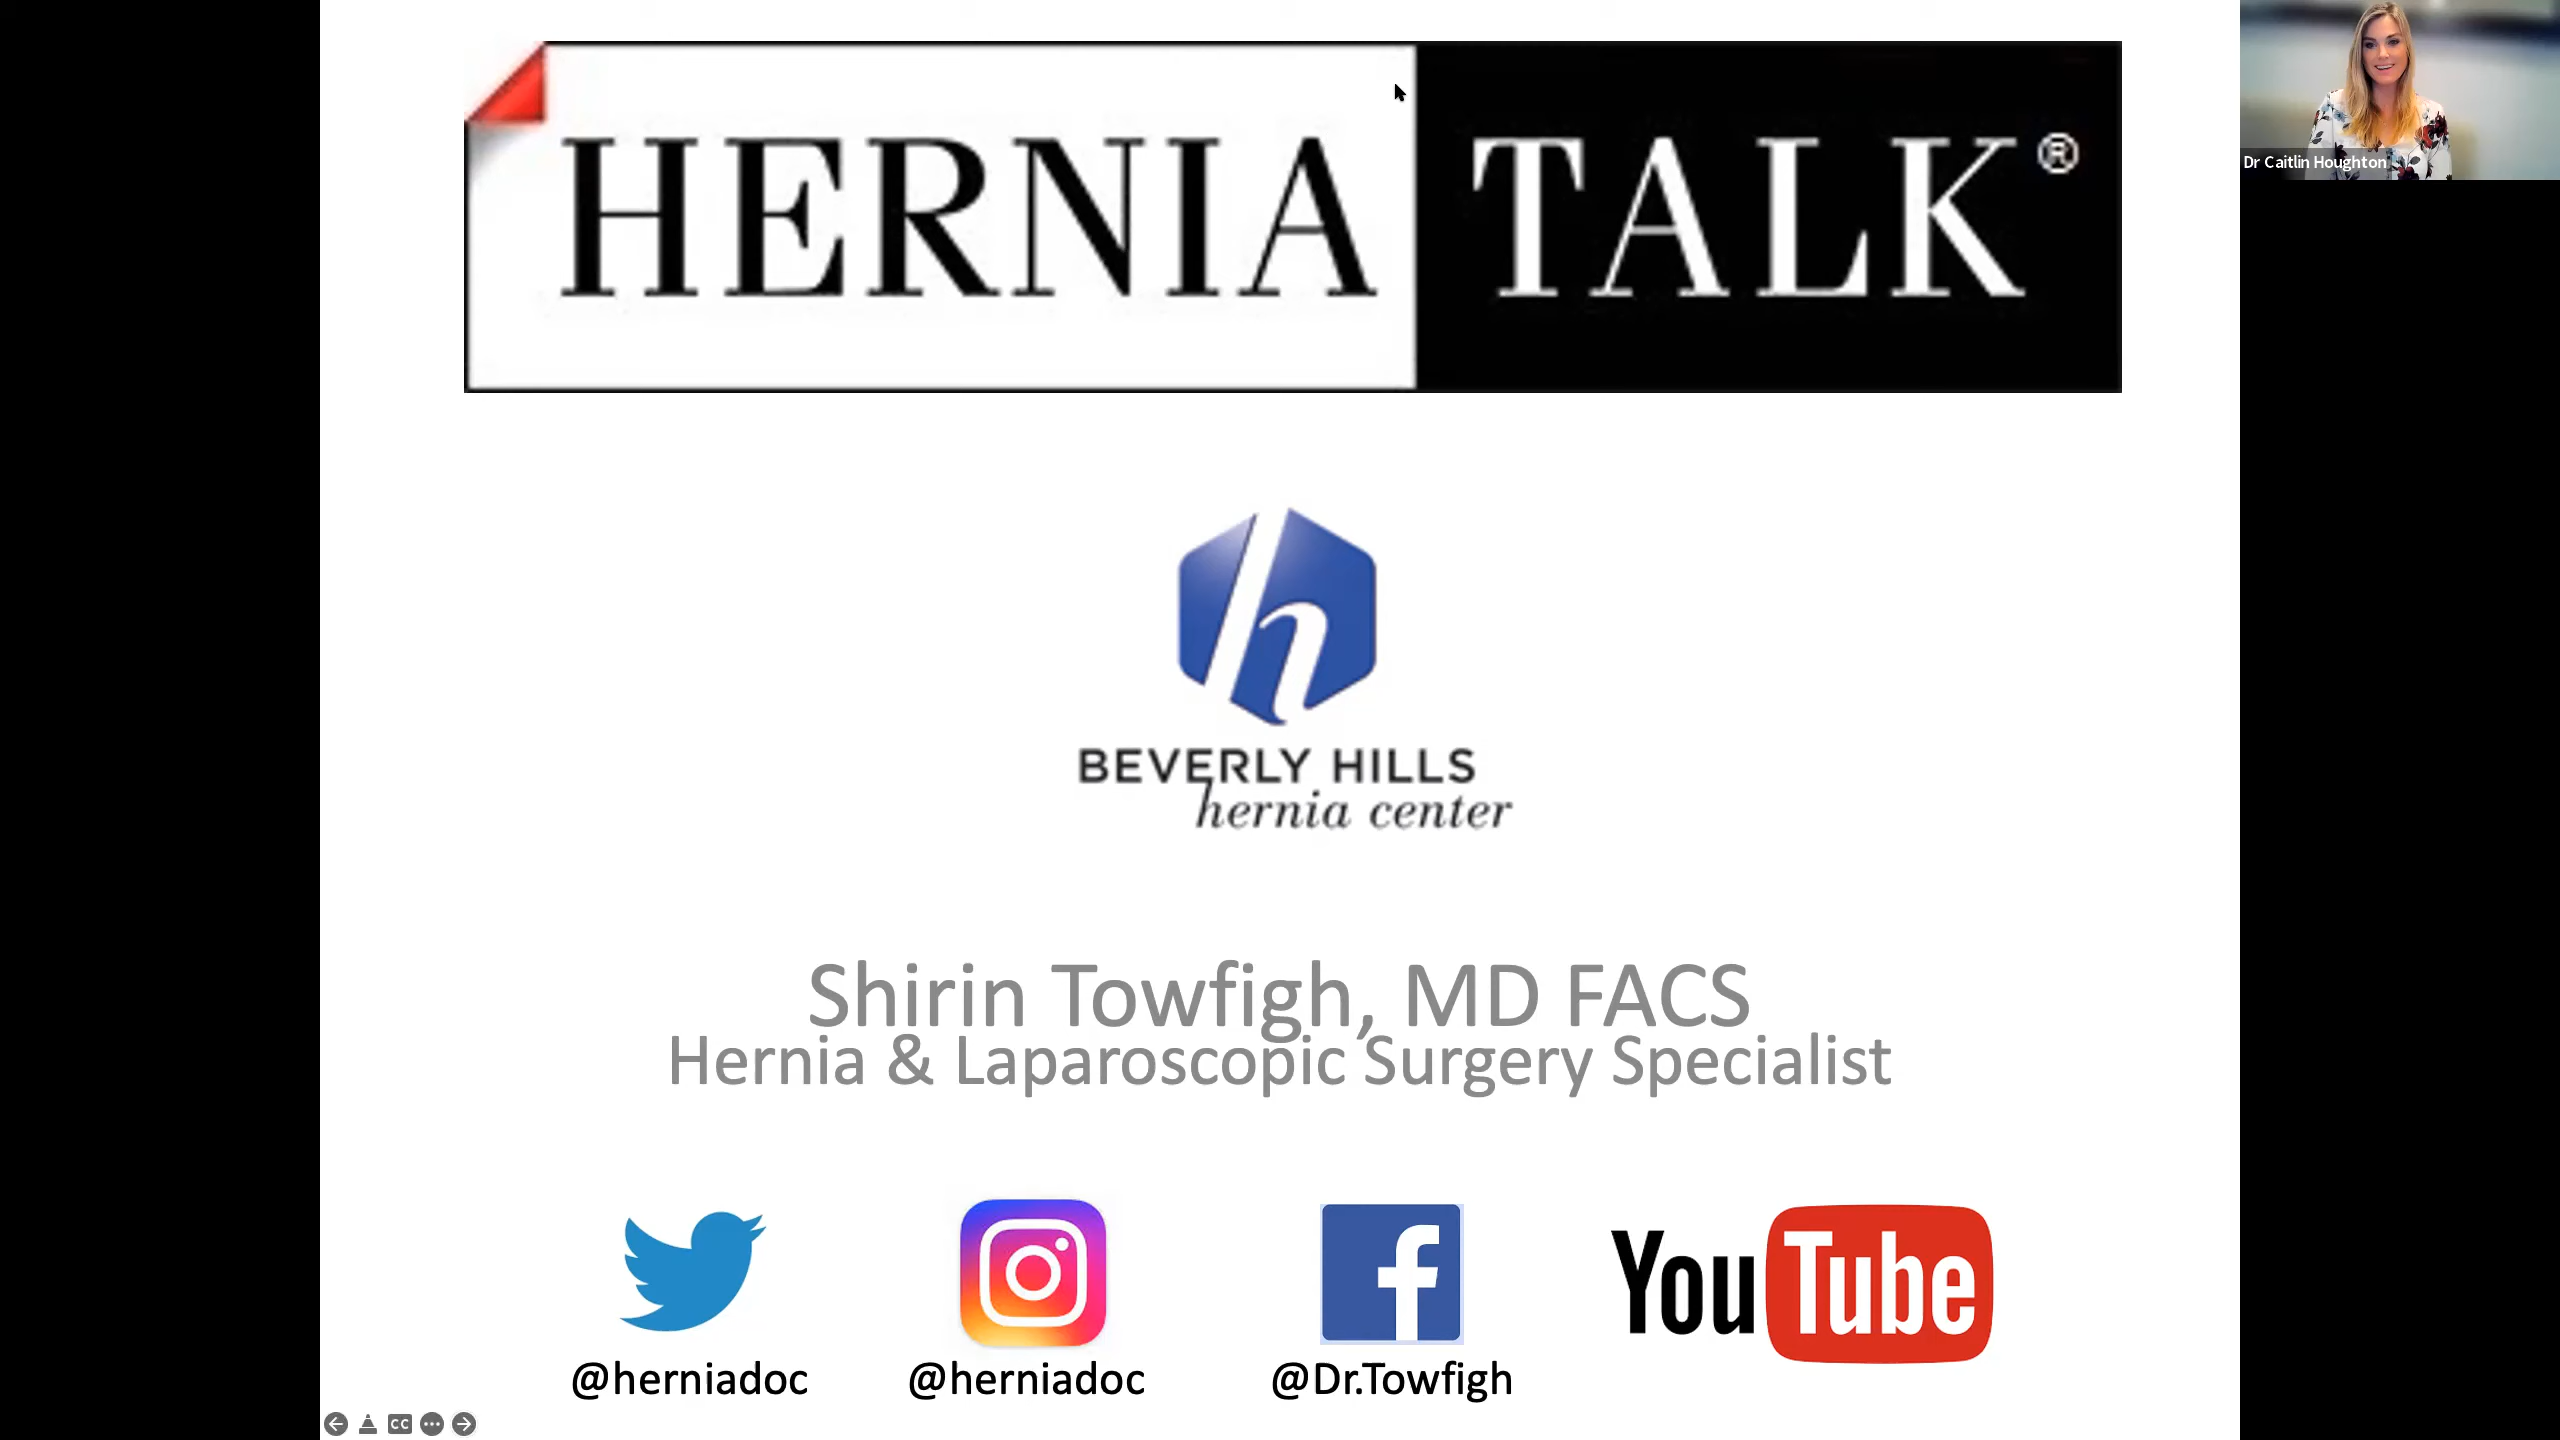 HERNIA TALK®
Dr Caitlin Houghton
h
BEVERLY HILLS
hernia center
Shirin Towfigh, MD FACS
Hernia & Laparoscopic Surgery Specialist
f
YouTube
@herniadoc
@herniadoc
@Dr.Towfigh
CC